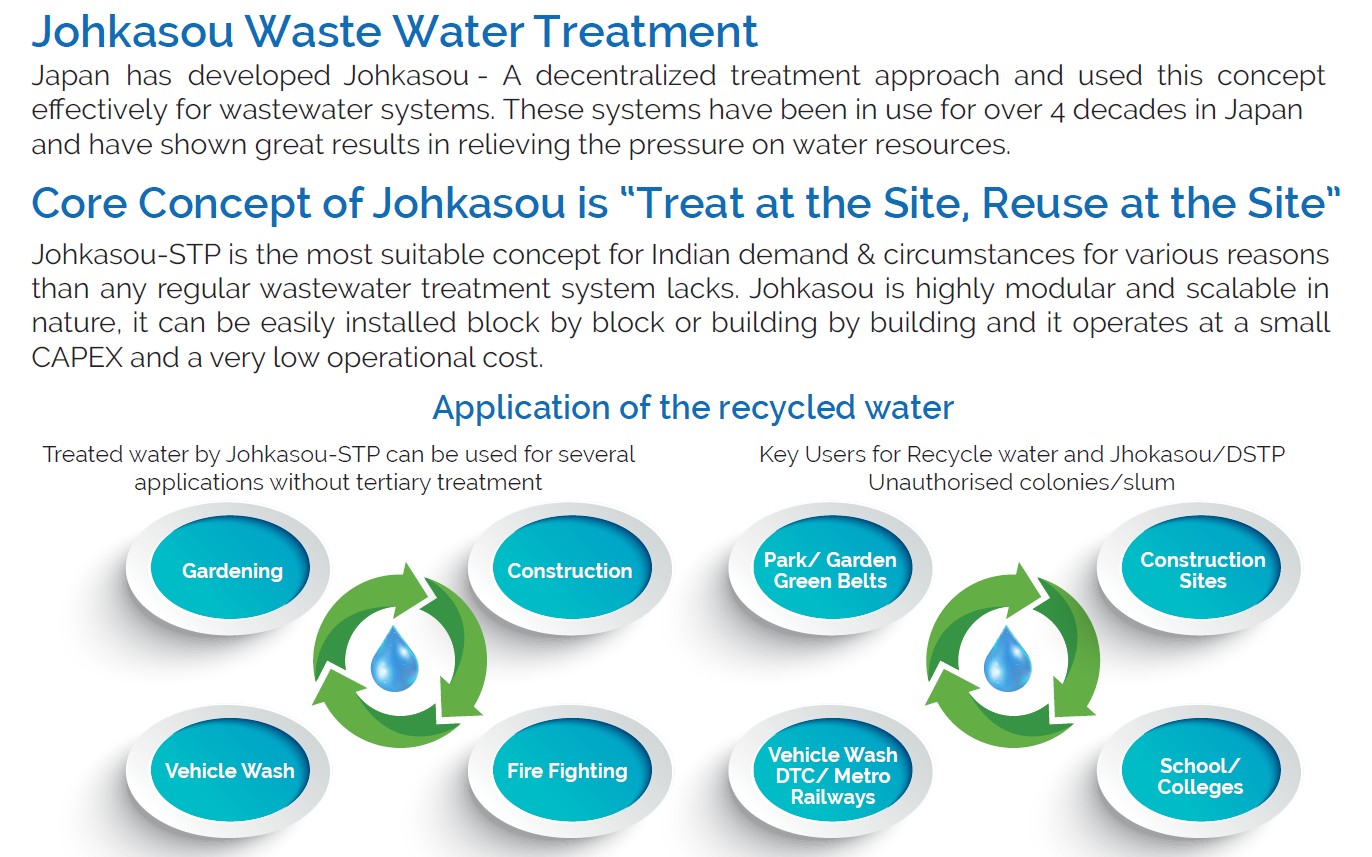 Johkasou Waste Water Treatment
Japan has developed Johkasou - A decentralized treatment approach and used this concept
effectively for wastewater systems. These systems have been in use for over 4 decades in Japan
and have shown great results in relieving the pressure on water resources.
Core Concept of Johkasou is “Treat at the Site, Reuse at the Site”
Johkasou-STP is the most suitable concept for Indian demand & circumstances for various reasons
than any regular wastewater treatment system lacks. Johkasou is highly modular and scalable in
nature, it can be easily installed block by block or building by building and it operates at a small
CAPEX and a very low operational cost.
Application of the recycled water
Treated water by Johkasou-STP can be used for several
applications without tertiary treatment
Gardening
Construction
Vehicle Wash
Fire Fighting
Key Users for Recycle water and Jhokasou/DSTP
Unauthorised colonies/slum
Park/ Garden
Green Belts
Construction
Sites
Vehicle Wash
DTC/ Metro
Railways
School/
Colleges